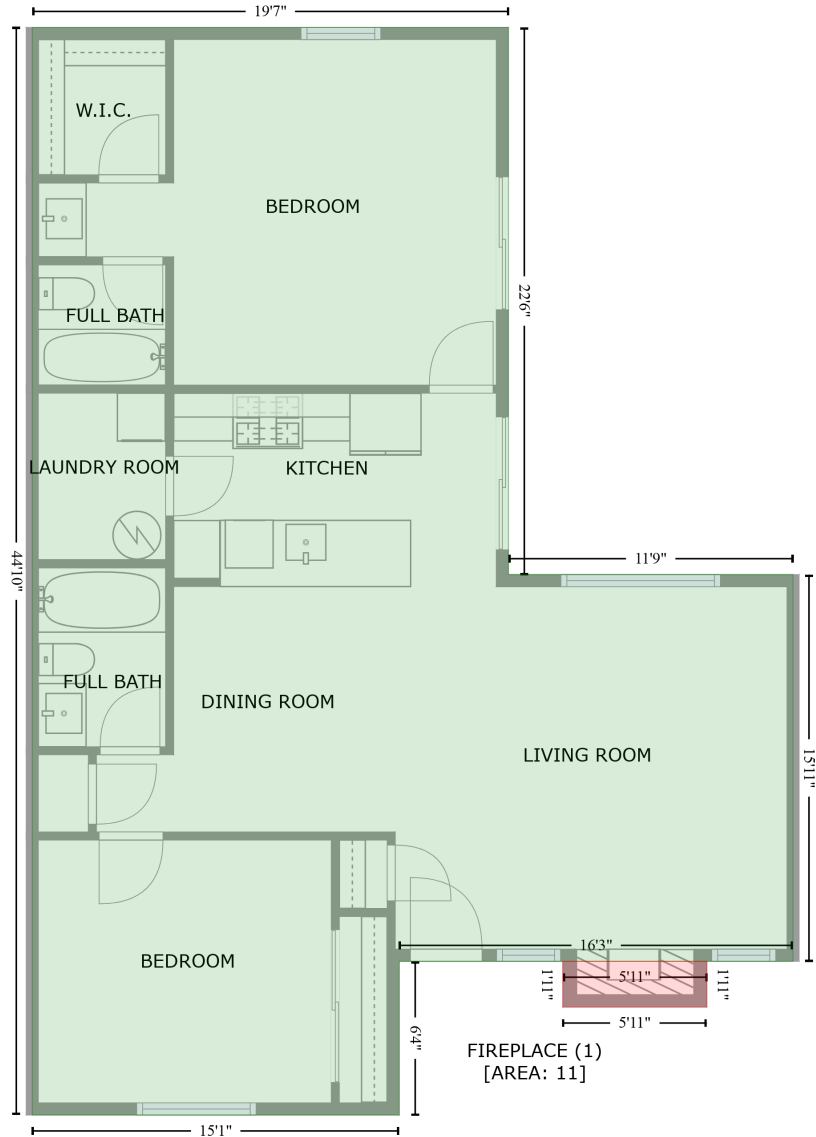 19'7"
W.I.C.
BEDROOM
22'6"
FULL BATH
LAUNDRY ROOM
KITCHEN
44'10"
11'9"
FULL BATH
DINING ROOM
LIVING ROOM
15'11"
BEDROOM
16'3"
1'11"
5'11"
1'11"
5'11"
6'4"
FIREPLACE (1)
[AREA: 11]
15'1"